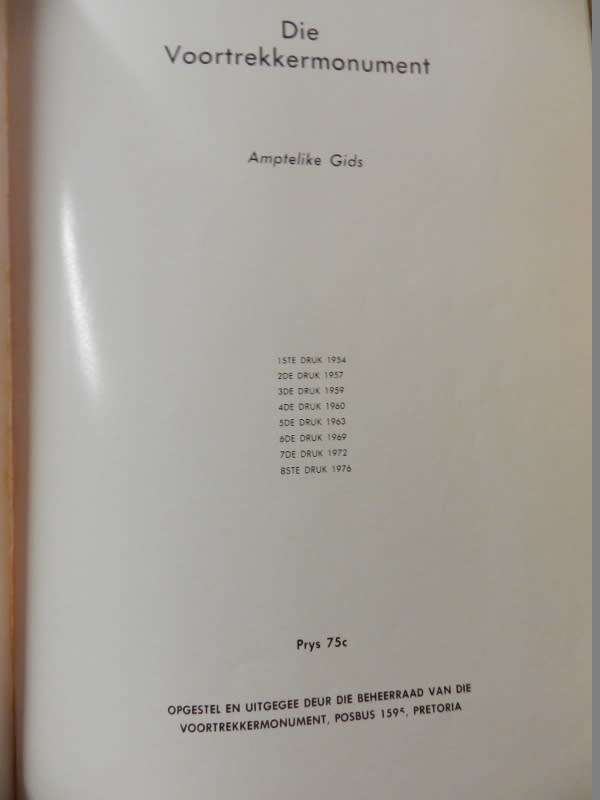 Die
Voortrekkermonument
Amptelike Gids
1STE DRUK 1954
2DE DRUK 1957
3DE DRUK 1959
4DE DRUK 1960
5DE DRUK 1963
6DE DRUK 1969
7DE DRUK 1972
8STE DRUK 1976
Prys 75c
OPGESTEL EN UITGEGEE DEUR DIE BEHEERRAAD VAN DIE
VOORTREKKERMONUMENT, POSBUS PRETORIA